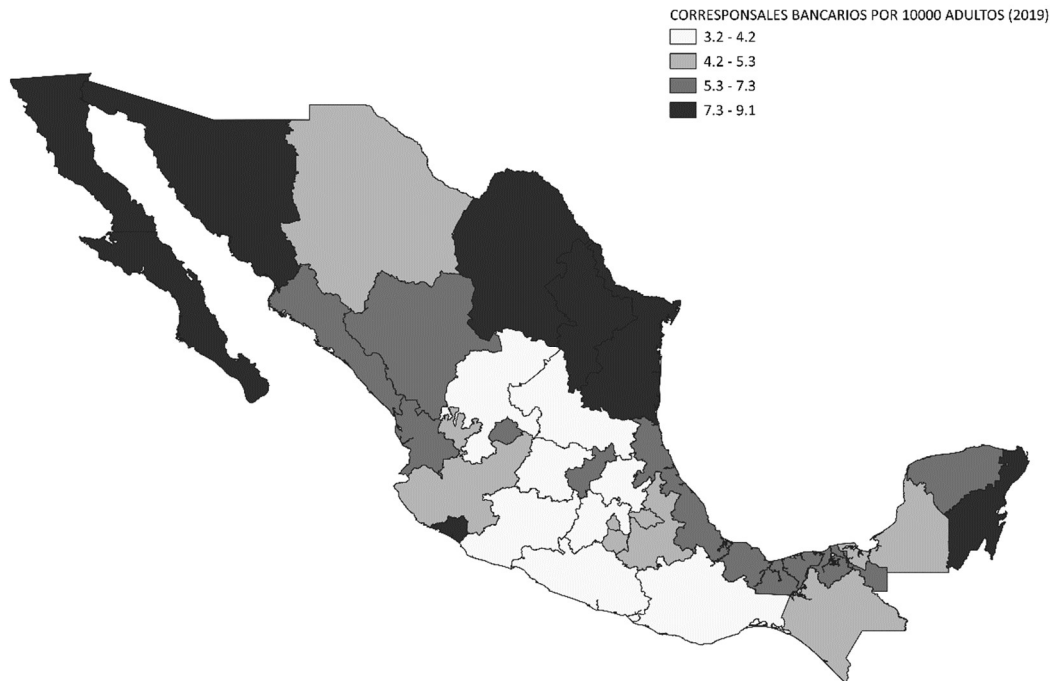 CORRESPONSALES BANCARIOS POR 10000 ADULTOS (2019)
3.2 - 4.2
4.2 - 5.3
5.3 - 7.3
7.3 - 9.1